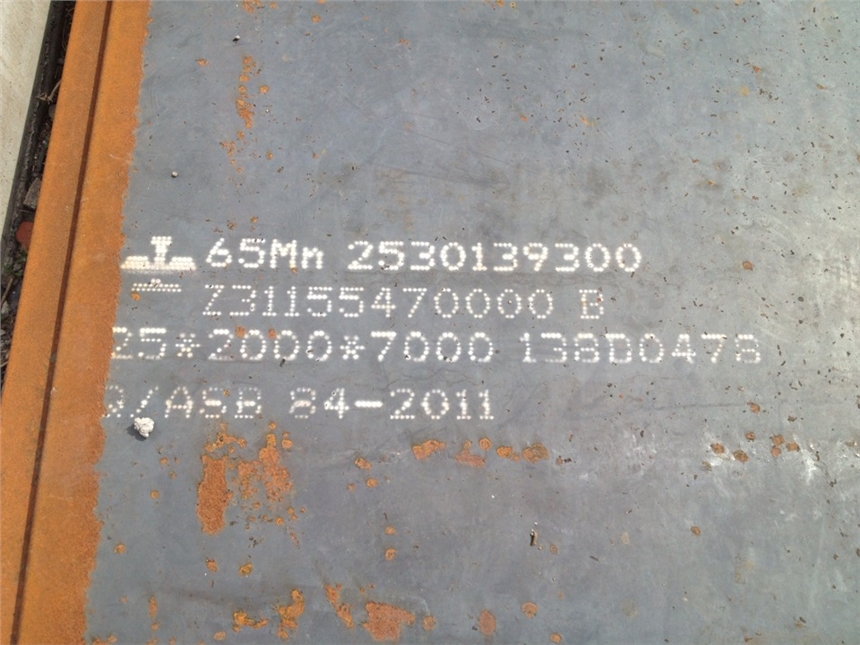 65Mn 2530139300
Z31155470000 B
25*2000*7000 138D0478
Q/ASB 84-2011